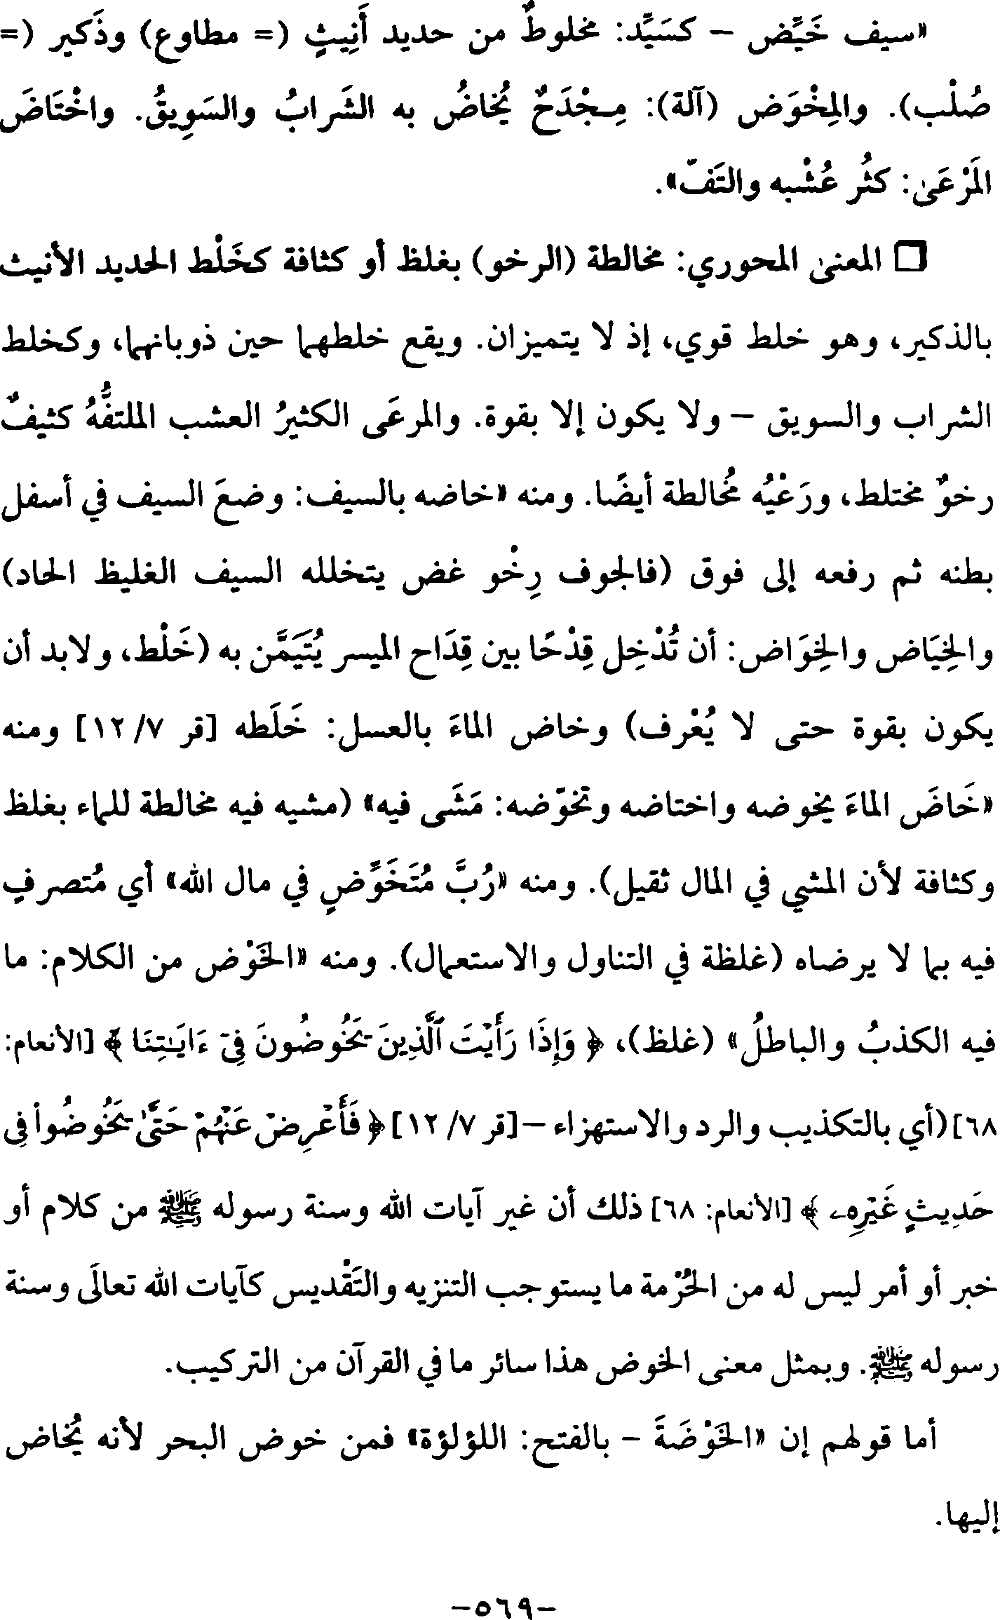 «سيف خَيِّض - كسَيِّد: مخلوطٌ من حديد أَنِيثٍ (= مطاوع) وذَكير (=
صُلْب). والمِخْوَض (آلة): مِجْدَحٌ يُخاضُ به الشَرابُ والسَوِيقُ. واخْتَاضَ
المَرْعَىٰ: كثُر عُشْبه والتَفّ».
❒ المعنىٰ المحوري: مخالطة (الرخو) بغلظ أو كثافة كخَلْط الحديد الأنيث
بالذكير، وهو خلط قوي، إذ لا يتميزان. ويقع خلطهما حين ذوبانهما، وكخلط
الشراب والسويق – ولا يكون إلا بقوة. والمرعَى الكثيرُ العشب الملتفُّهُ كثيفٌ
رخوٌ مختلط، ورَعْيُه مُخالطة أيضًا. ومنه «خاضه بالسيف: وضعَ السيف في أسفل
بطنه ثم رفعه إلى فوق (فالجوف رِخْو غض يتخلله السيف الغليظ الحاد)
والخِيَاض والخِوَاض: أن تُدْخِل قِدْحًا بين قِدَاح الميسر يُتَيَمَّن به (خَلْط، ولابد أن
يكون بقوة حتى لا يُعْرف) وخاض الماءَ بالعسل: خَلَطه [قر ٧/ ١٢] ومنه
«خَاضَ الماءَ يخوضه واختاضه وتخوّضه: مَشَى فيه» (مشيه فيه مخالطة للماء بغلظ
وكثافة لأن المشي في المال ثقيل). ومنه «رُبَّ مُتَخَوِّضٍ في مال الله» أي مُتصرفٍ
فيه بما لا يرضاه (غلظة في التناول والاستعمال). ومنه «الخَوْض من الكلام: ما
فيه الكذبُ والباطلُ» (غلظ)، ﴿ وَإِذَا رَأَيْتَ ٱلَّذِينَ يَخُوضُونَ فِىٓ ءَايَـٰتِنَا ﴾ [الأنعام:
٦٨] (أي بالتكذيب والرد والاستهزاء – [قر ٧/ ١٢] ﴿ فَأَعْرِضْ عَنْهُمْ حَتَّىٰ يَخُوضُواْ فِى
حَدِيثٍ غَيْرِهِۦ ﴾ [الأنعام: ٦٨] ذلك أن غير آيات الله وسنة رسوله ﷺ من كلام أو
خبر أو أمر ليس له من الحُرْمة ما يستوجب التنزيه والتَقْديس كآيات الله تعالَى وسنة
رسوله ﷺ. وبمثل معنى الخوض هذا سائر ما في القرآن من التركيب.
أما قولهم إن «الخَوْضَةَ - بالفتح: اللؤلؤة» فمن خوض البحر لأنه يُخاض
إليها.
-٥٦٩-